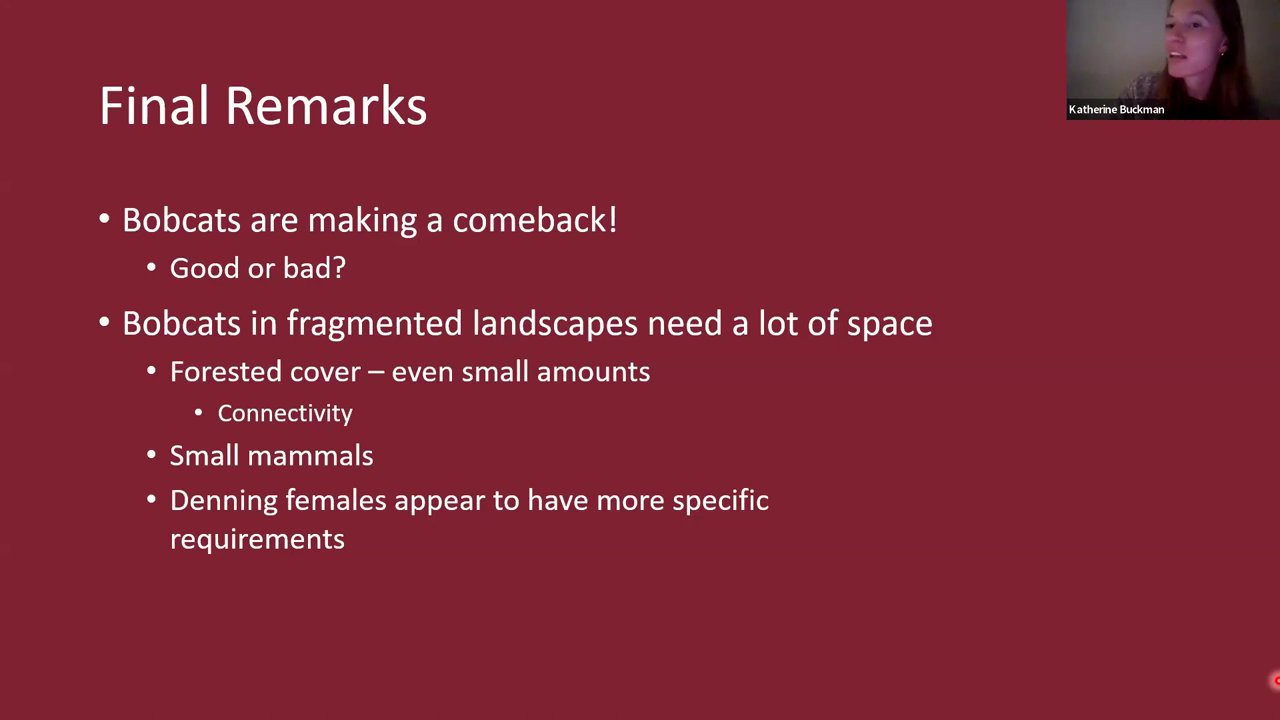 Final Remarks
Katherine Buckman
• Bobcats are making a comeback!
• Good or bad?
• Bobcats in fragmented landscapes need a lot of space
• Forested cover – even small amounts
• Connectivity
• Small mammals
• Denning females appear to have more specific
requirements